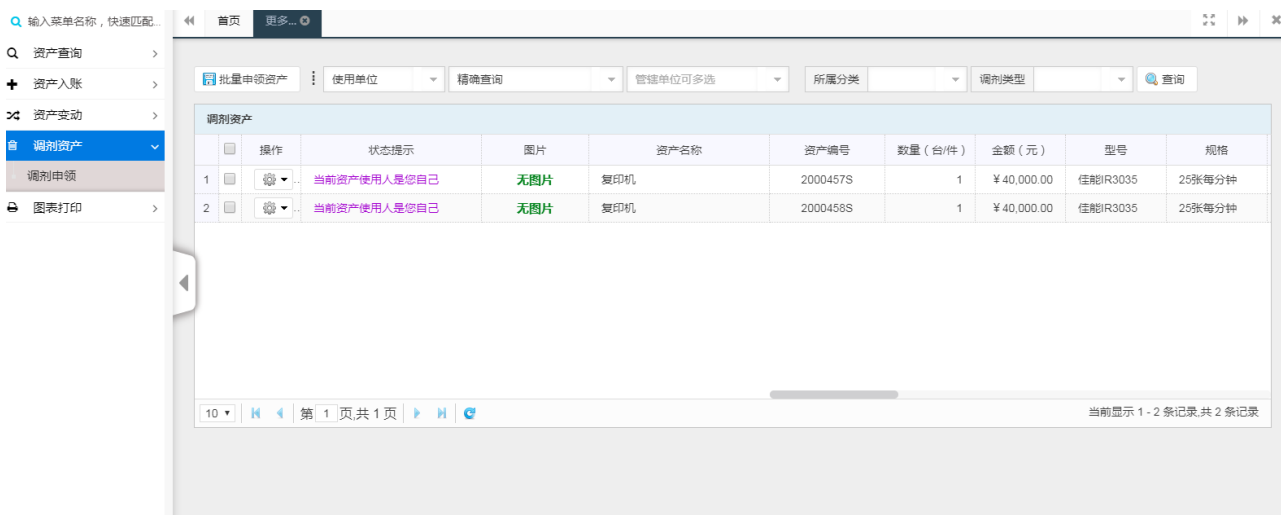 输入菜单名称，快速匹配... 首页 更多...
资产查询
资产入账
资产变动
调剂资产
调剂申领
图表打印
批量申领资产 使用单位 精确查询 管辖单位可多选 所属分类 调剂类型 查询
调剂资产
操作 状态提示 图片 资产名称 资产编号 数量（台/件） 金额（元） 型号 规格
1 ... 当前资产使用人是您自己 无图片 复印机 2000457S 1 ￥40,000.00 佳能IR3035 25张每分钟
2 ... 当前资产使用人是您自己 无图片 复印机 2000458S 1 ￥40,000.00 佳能IR3035 25张每分钟
10 第 1 页,共 1 页 当前显示 1 - 2 条记录,共 2 条记录